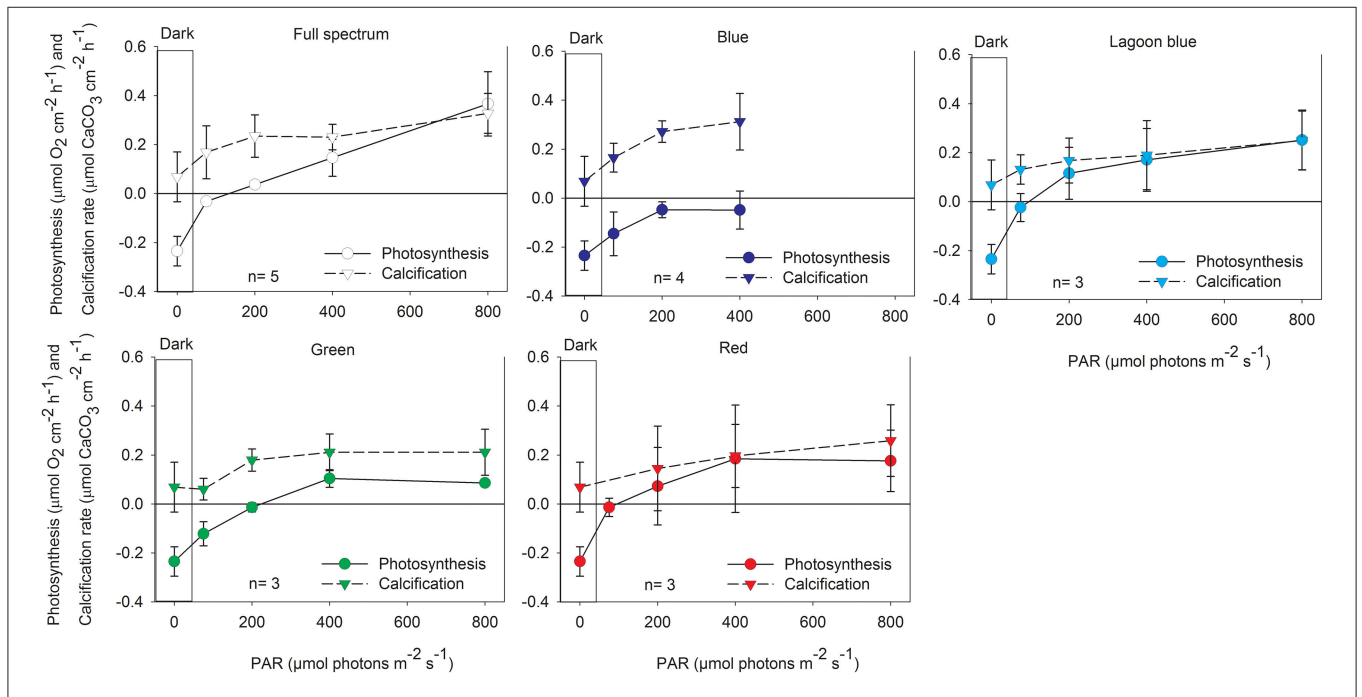 Photosynthesis (µmol O2 cm-2 h-1) and
Calcification rate (µmol CaCO3 cm-2 h-1)
Dark
Full spectrum
0.6
0.4
0.2
0.0
-0.2
-0.4
Photosynthesis
Calcification
n= 5
0
200
400
600
800
Dark
Blue
0.6
0.4
0.2
0.0
-0.2
-0.4
Photosynthesis
Calcification
n= 4
0
200
400
600
800
Dark
Lagoon blue
0.6
0.4
0.2
0.0
-0.2
-0.4
Photosynthesis
Calcification
n= 3
0
200
400
600
800
PAR (µmol photons m-2 s-1)
Photosynthesis (µmol O2 cm-2 h-1) and
Calcification rate (µmol CaCO3 cm-2 h-1)
Dark
Green
0.6
0.4
0.2
0.0
-0.2
-0.4
Photosynthesis
Calcification
n= 3
0
200
400
600
800
PAR (µmol photons m-2 s-1)
Dark
Red
0.6
0.4
0.2
0.0
-0.2
-0.4
Photosynthesis
Calcification
n= 3
0
200
400
600
800
PAR (µmol photons m-2 s-1)